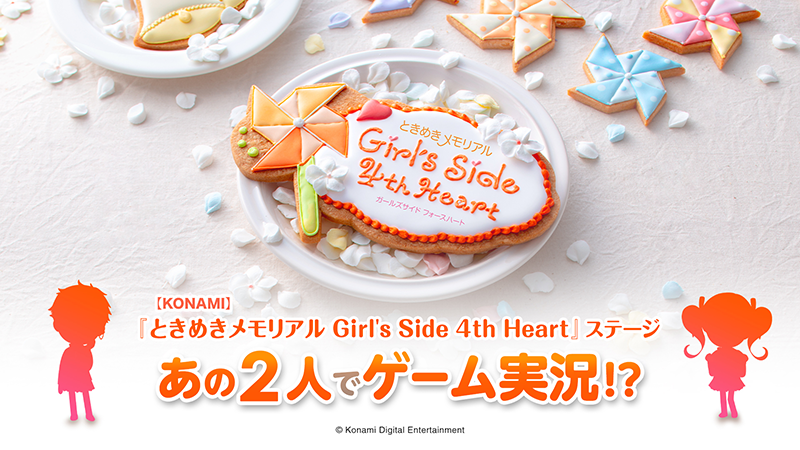 ときめきメモリアル
Girl's Side
4th Heart
ガールズサイド フォースハート
【KONAMI】
『ときめきメモリアル Girl's Side 4th Heart』ステージ
あの2人でゲーム実況!?
© Konami Digital Entertainment